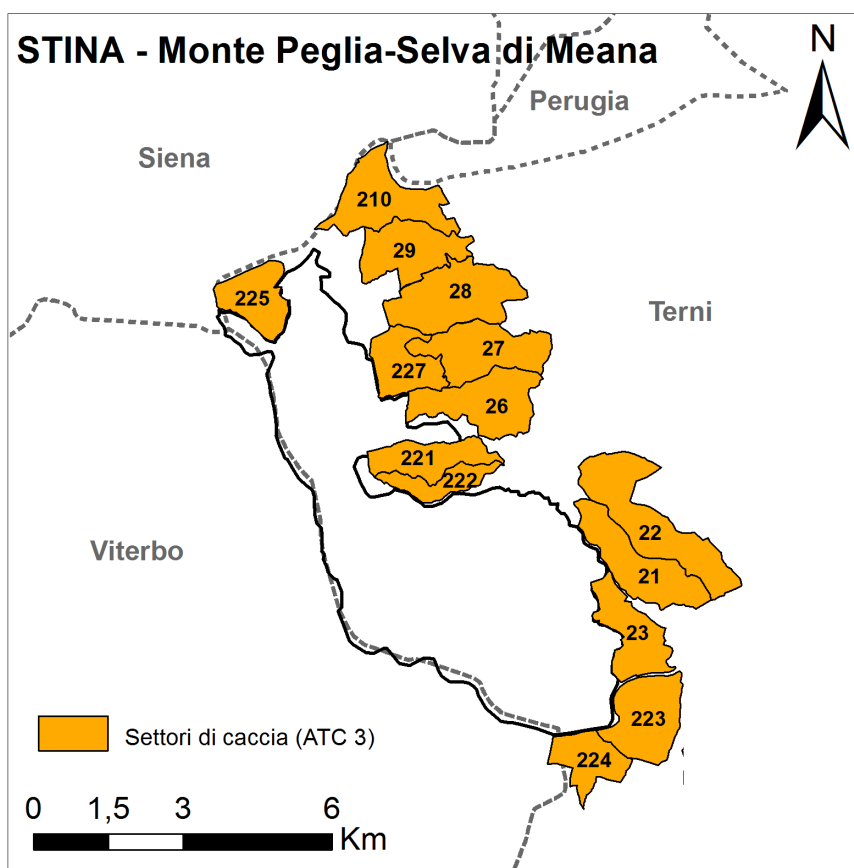 STINA - Monte Peglia-Selva di Meana
N
Perugia
Siena
210
29
225
28
Terni
27
227
26
221
222
22
Viterbo
21
23
223
Settori di caccia (ATC 3)
224
0 1,5 3 6
Km